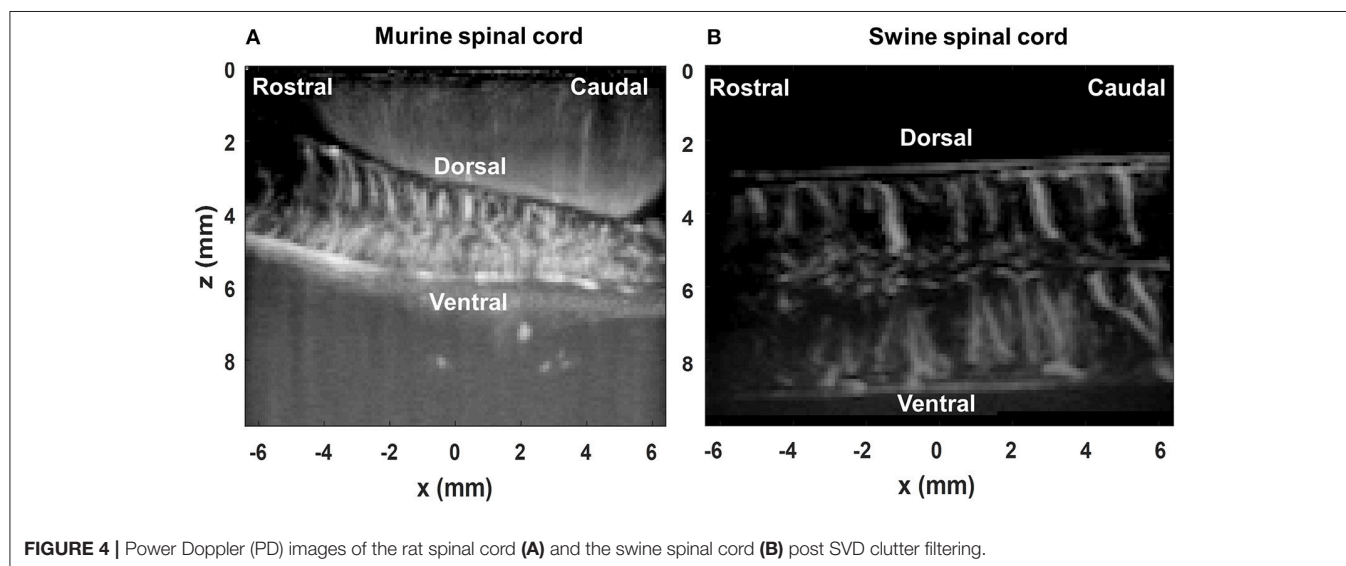 A Murine spinal cord
0
Rostral Caudal
2
Dorsal
4
6
Ventral
8
z (mm)
-6 -4 -2 0 2 4 6
x (mm)
B Swine spinal cord
0
Rostral Caudal
Dorsal
2
4
6
8
Ventral
-6 -4 -2 0 2 4 6
x (mm)
FIGURE 4 | Power Doppler (PD) images of the rat spinal cord (A) and the swine spinal cord (B) post SVD clutter filtering.